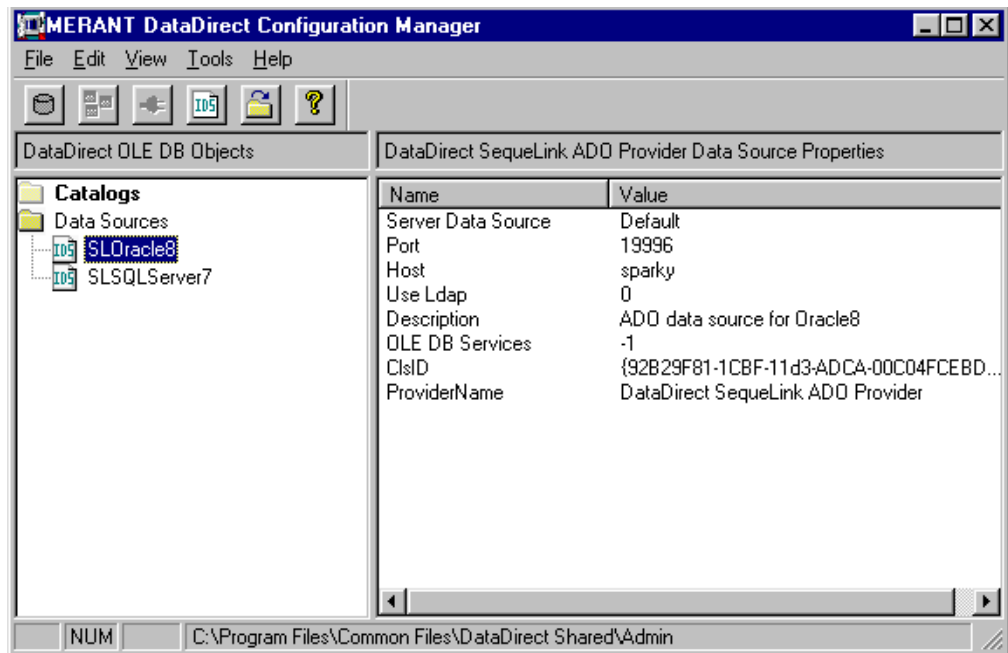 MERANT DataDirect Configuration Manager
File Edit View Tools Help
IDS ?
DataDirect OLE DB Objects
DataDirect SequeLink ADO Provider Data Source Properties
Catalogs
Data Sources
IDS SLOracle8
IDS SLSQLServer7
Name Value
Server Data Source Default
Port 19996
Host sparky
Use Ldap 0
Description ADO data source for Oracle8
OLE DB Services -1
ClsID {92B29F81-1CBF-11d3-ADCA-00C04FCEBD...
ProviderName DataDirect SequeLink ADO Provider
NUM C:\Program Files\Common Files\DataDirect Shared\Admin